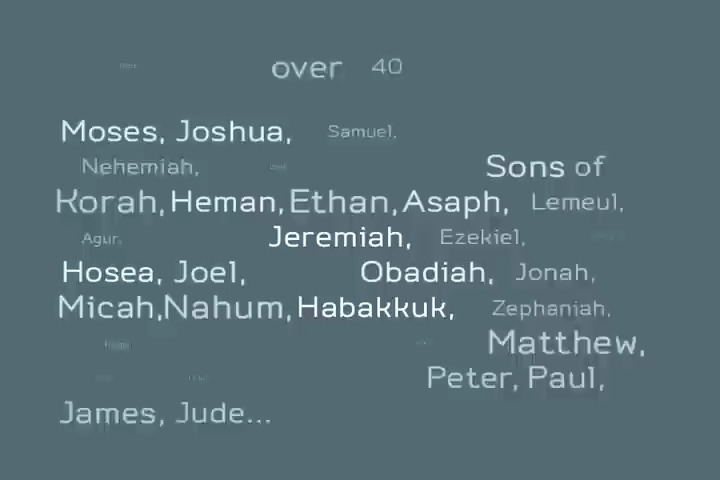 over 40
Moses, Joshua, Samuel,
Nehemiah, Sons of
Korah, Heman, Ethan, Asaph, Lemeul,
Agur, Jeremiah, Ezekiel,
Hosea, Joel, Obadiah, Jonah,
Micah, Nahum, Habakkuk, Zephaniah,
Matthew,
Peter, Paul,
James, Jude...